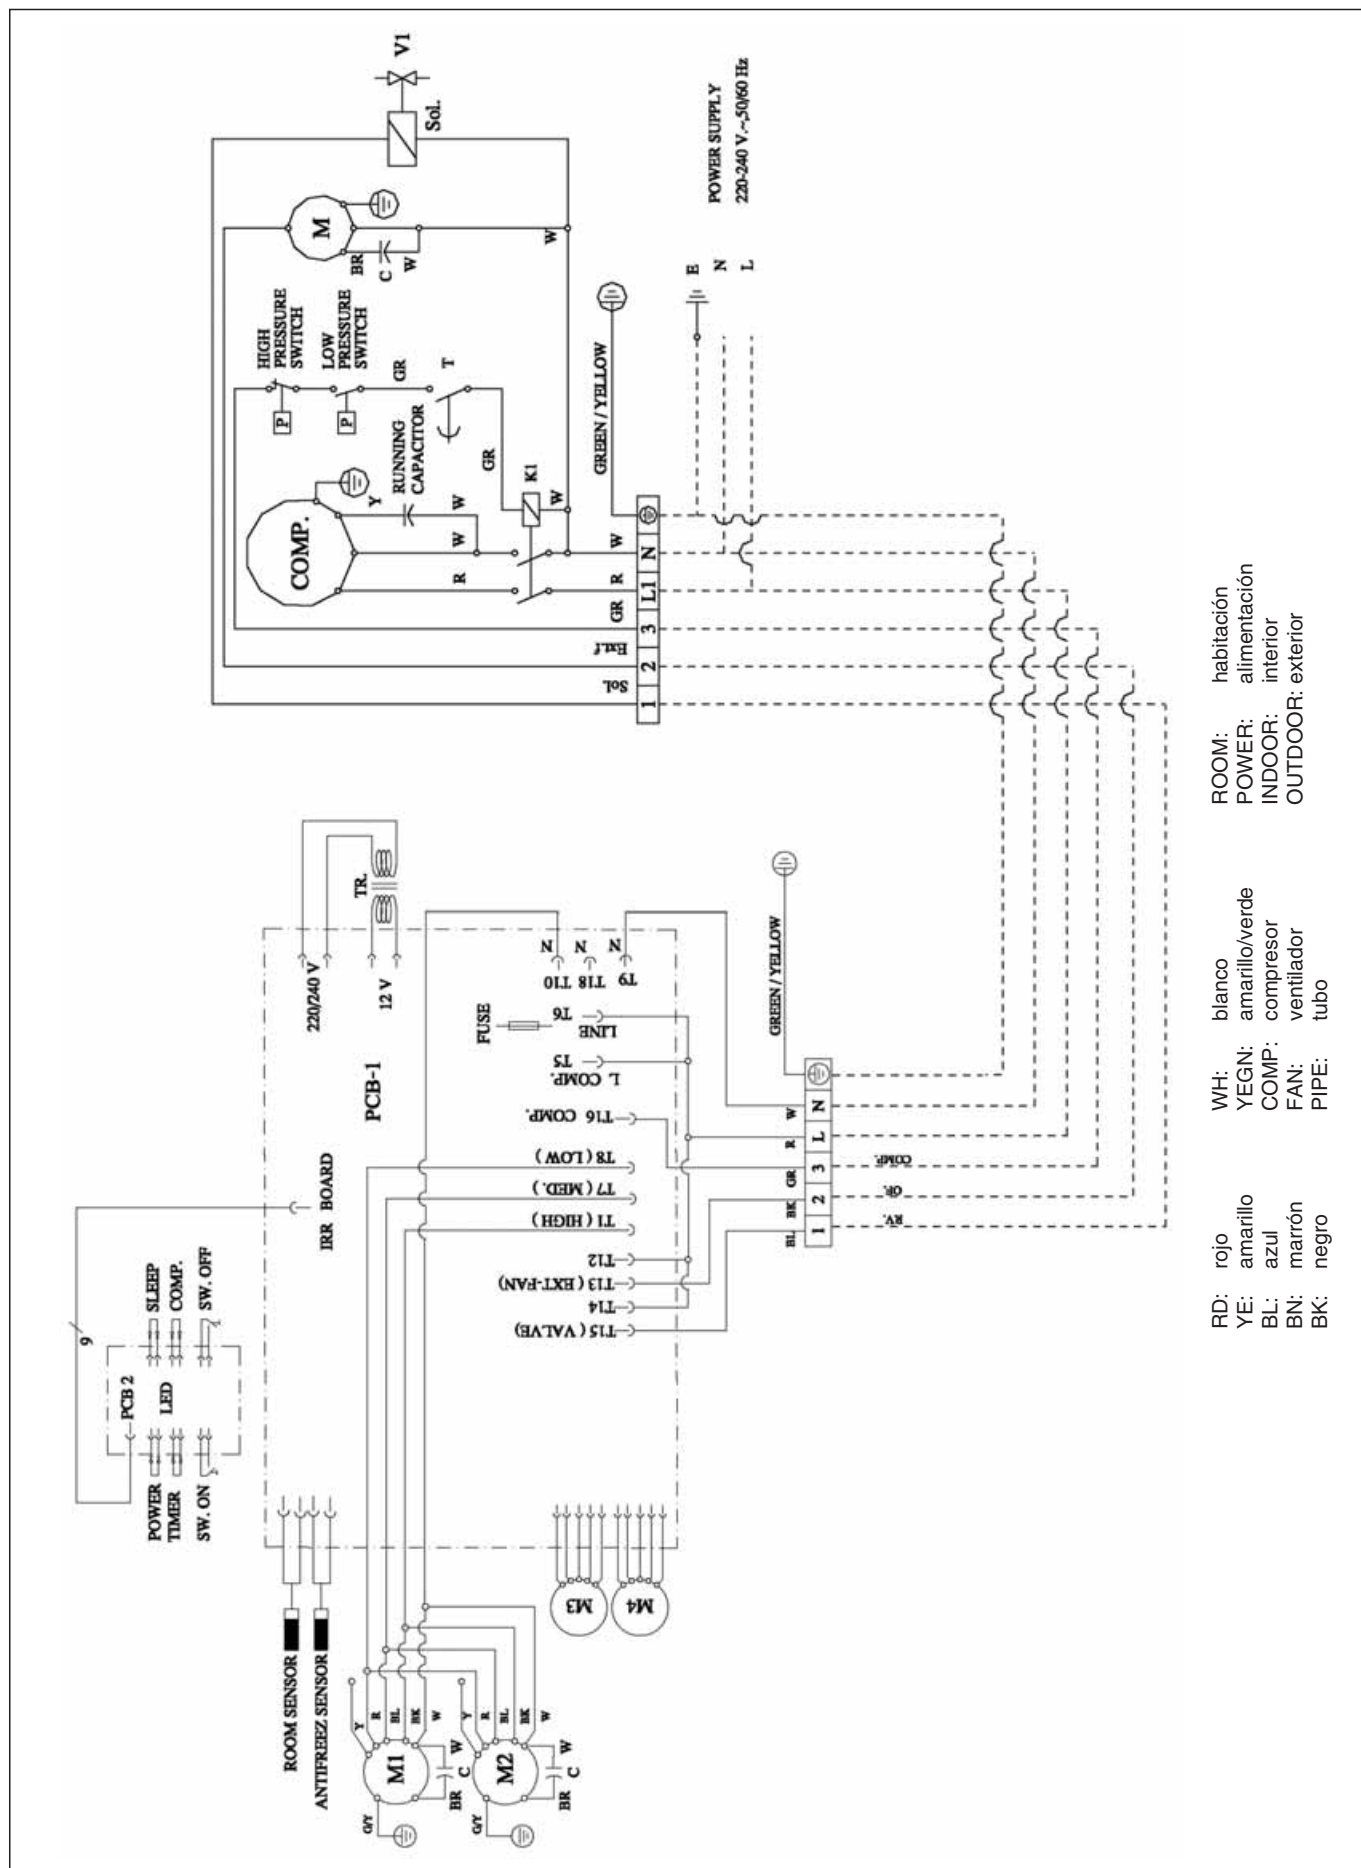 POWER SUPPLY
220-240 V.~,50/60 Hz
E
N
L
V1
Sol.
M
BR
C
W
W
HIGH
PRESSURE
SWITCH
P
LOW
PRESSURE
SWITCH
P
GR
T
COMP.
Y
RUNNING
CAPACITOR
W
W
R
GR
K1
W
GREEN / YELLOW
W
R
GR
Ext.f
Sol.
N
L1
3
2
1
TR.
220/240 V
12 V
PCB-1
IRR BOARD
FUSE
N
T10
N
T18
N
T9
T6
LINE
T5
L. COMP.
T16 COMP.
T8 ( LOW )
T7 ( MED. )
T1 ( HIGH )
T12
T13 ( EXT-FAN)
T14
T15 ( VALVE)
GREEN / YELLOW
W
R
GR
BK
BL
N
L
3
2
1
COMP.
OF.
RV.
9
PCB 2
LED
SLEEP
COMP.
SW. OFF
POWER
TIMER
SW. ON
ROOM SENSOR
ANTIFREEZ SENSOR
M3
M4
Y
R
BL
BK
W
M1
G/Y
BR
C
W
Y
R
BL
BK
W
M2
G/Y
BR
C
W
RD: rojo
YE: amarillo
BL: azul
BN: marrón
BK: negro
WH: blanco
YEGN: amarillo/verde
COMP: compresor
FAN: ventilador
PIPE: tubo
ROOM: habitación
POWER: alimentación
INDOOR: interior
OUTDOOR: exterior